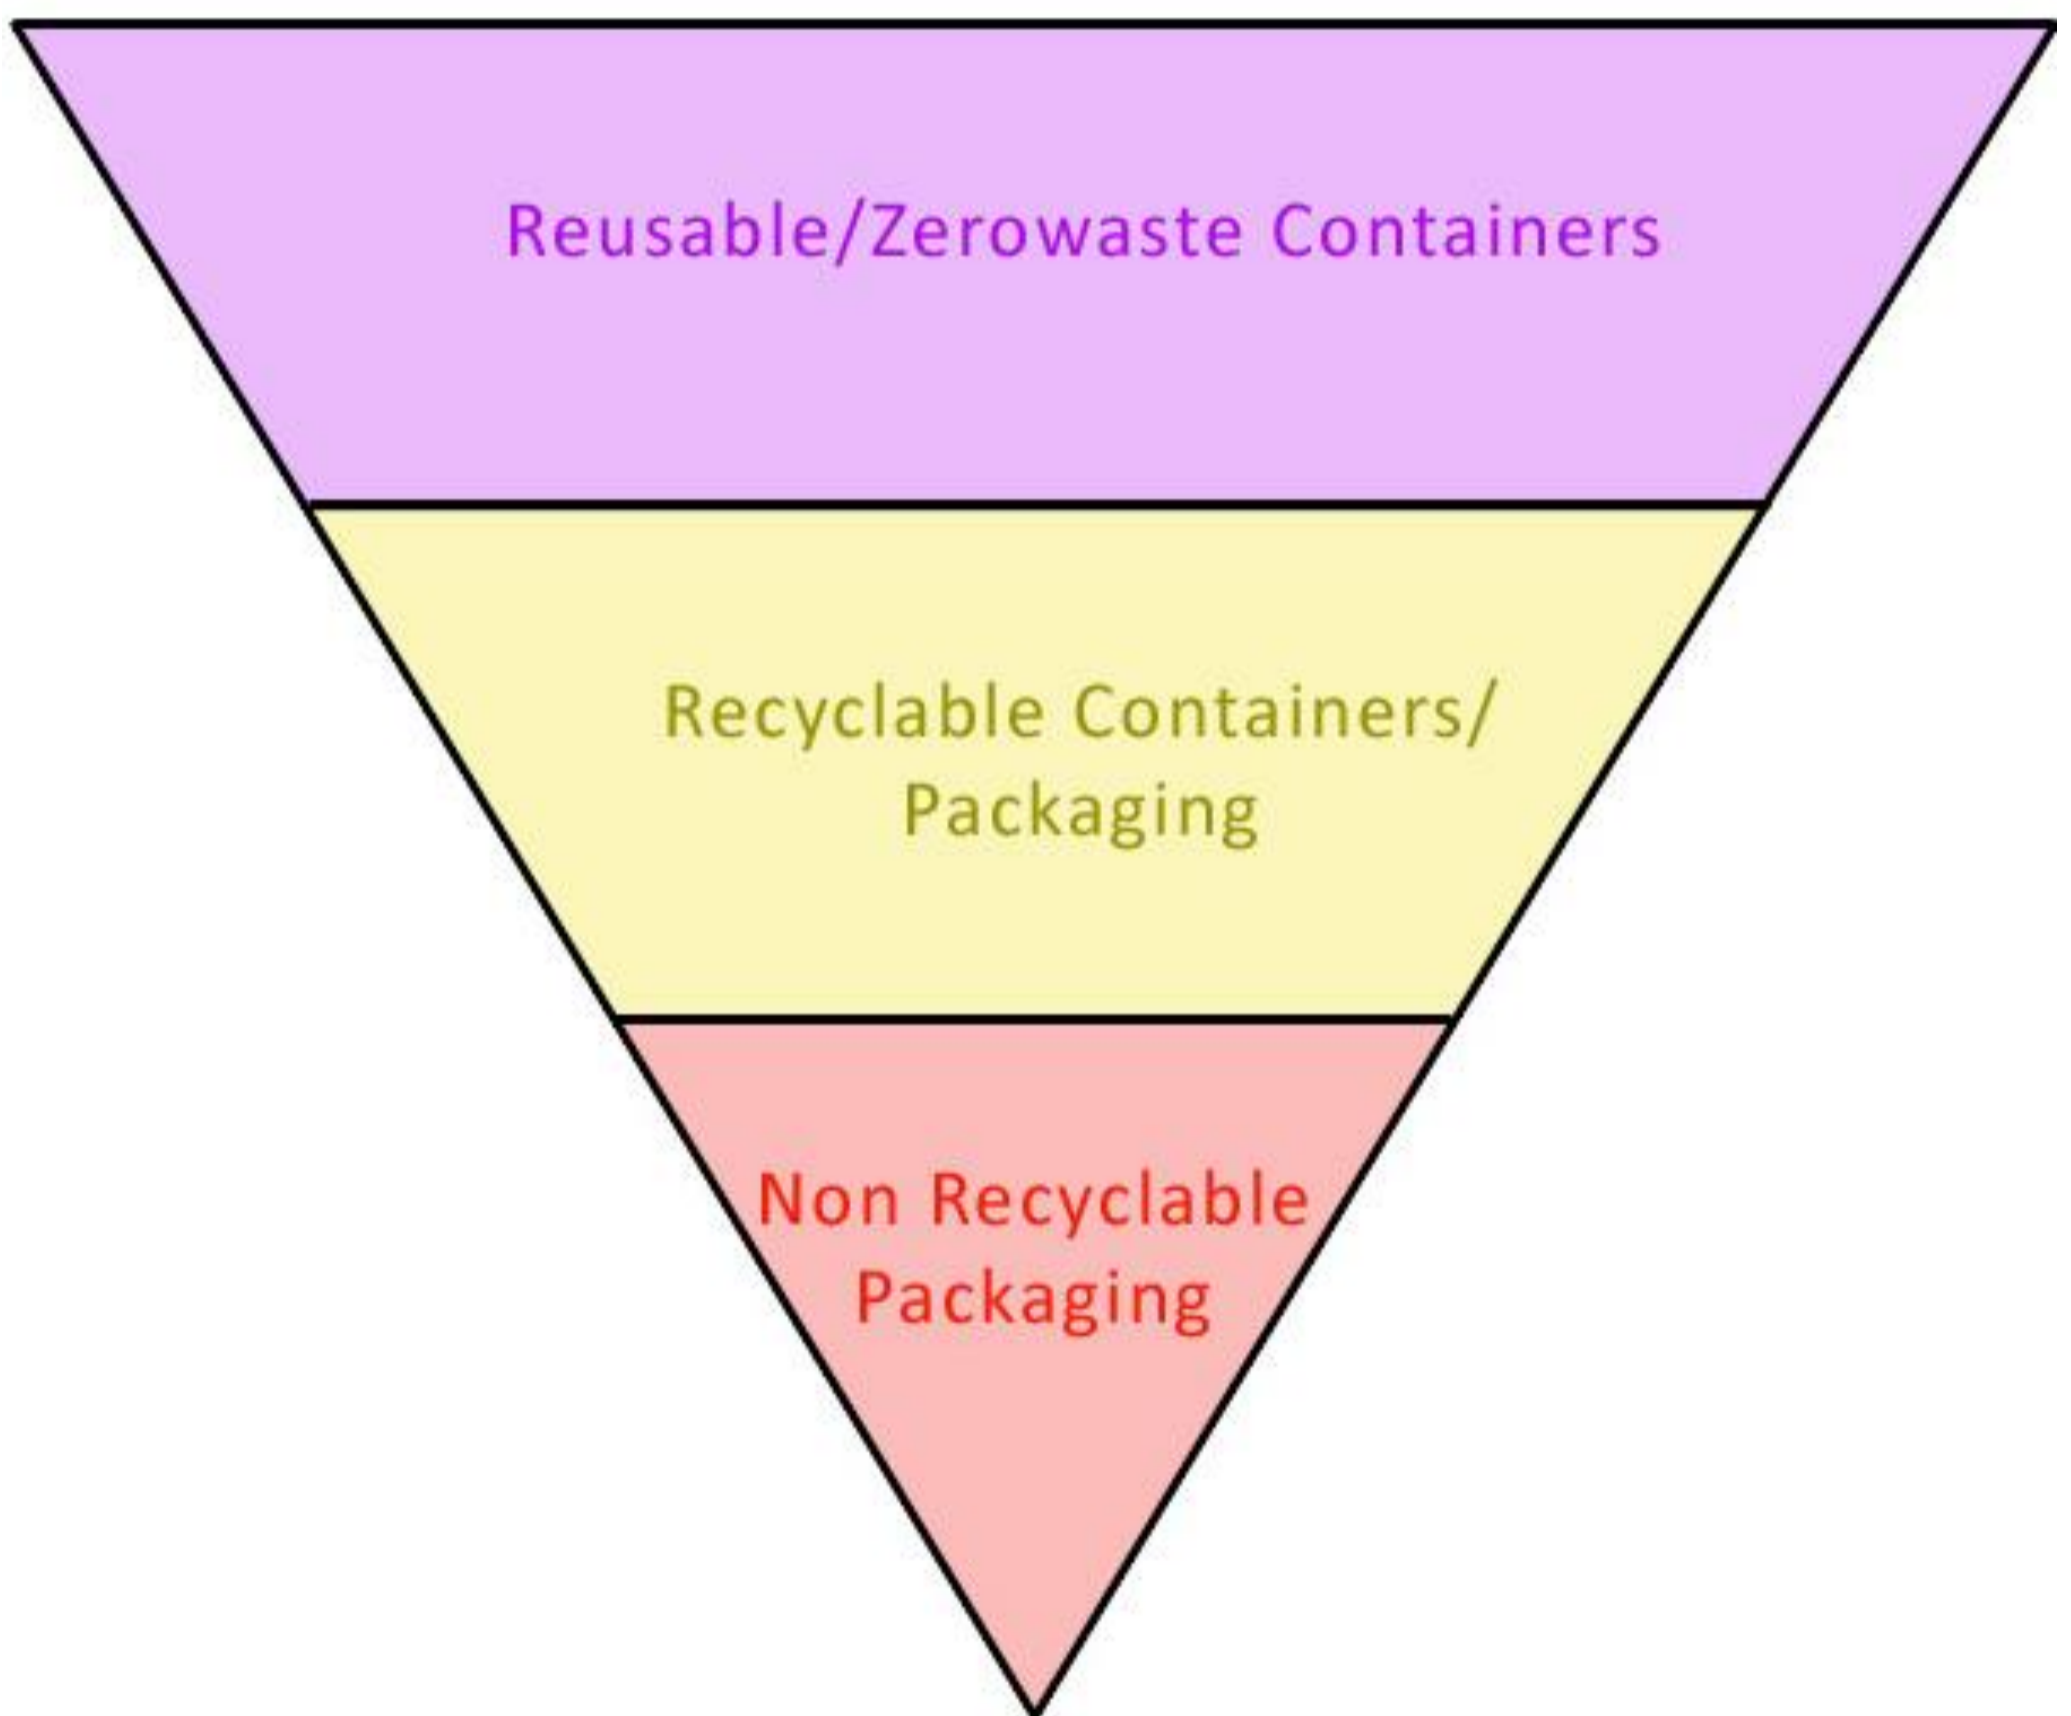 Reusable/Zerowaste Containers
Recyclable Containers/
Packaging
Non Recyclable
Packaging